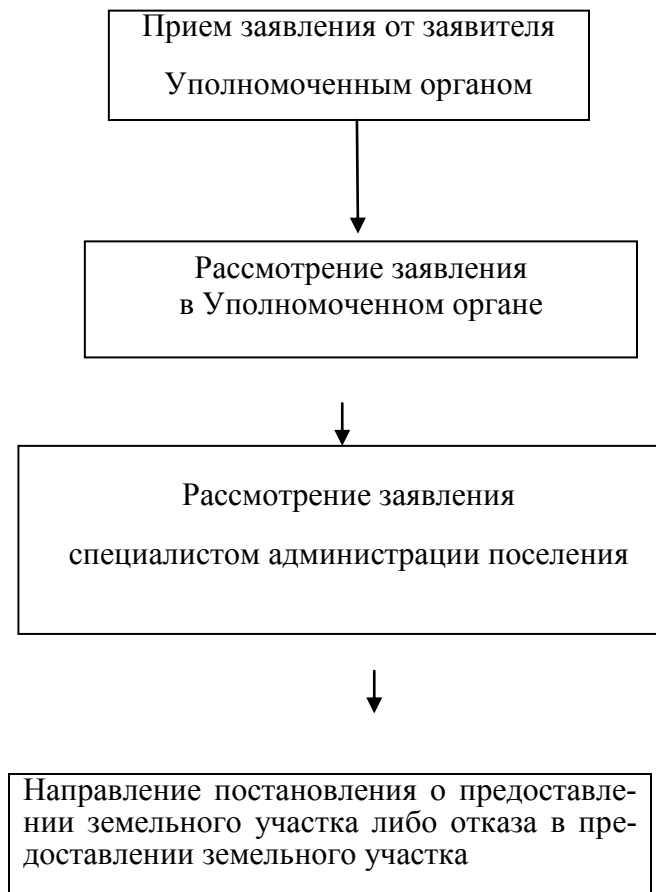 Прием заявления от заявителя
Уполномоченным органом
Рассмотрение заявления
в Уполномоченном органе
Рассмотрение заявления
специалистом администрации поселения
Направление постановления о предоставле-
нии земельного участка либо отказа в пре-
доставлении земельного участка